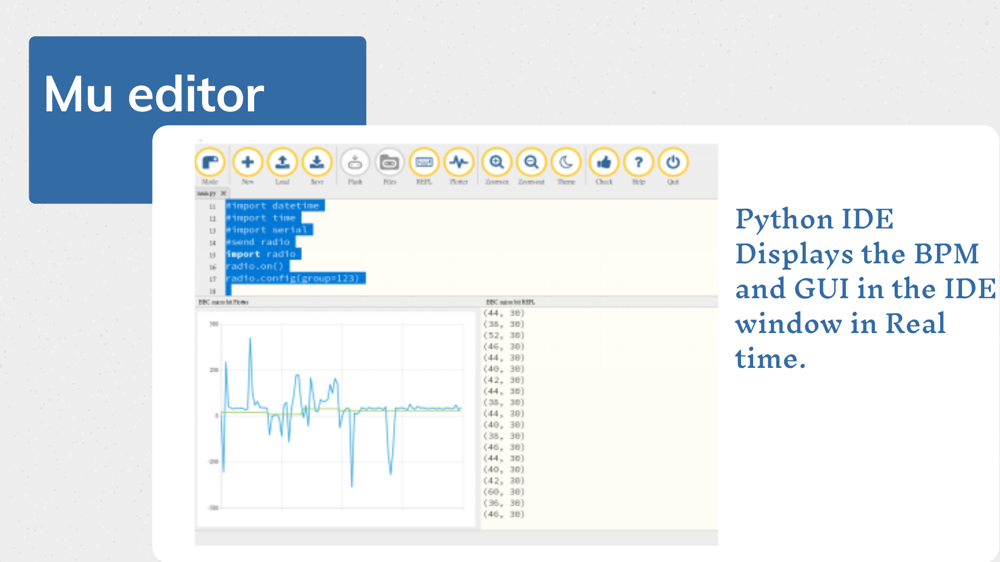 Mu editor
Mode New Load Save Flash Files REPL Plotter Zoom-in Zoom-out Theme Check Help Quit
main.py
11 #import datetime
12 #import time
13 #import serial
14 #send radio
15 import radio
16 radio.on()
17 radio.config(group=123)
18
BBC micro:bit Plotter
500
250
0
-250
-500
BBC micro:bit REPL
(44, 30)
(38, 30)
(52, 30)
(46, 30)
(44, 30)
(40, 30)
(42, 30)
(44, 30)
(38, 30)
(44, 30)
(40, 30)
(38, 30)
(46, 30)
(44, 30)
(40, 30)
(42, 30)
(60, 30)
(36, 30)
(46, 30)
Python IDE
Displays the BPM
and GUI in the IDE
window in Real
time.